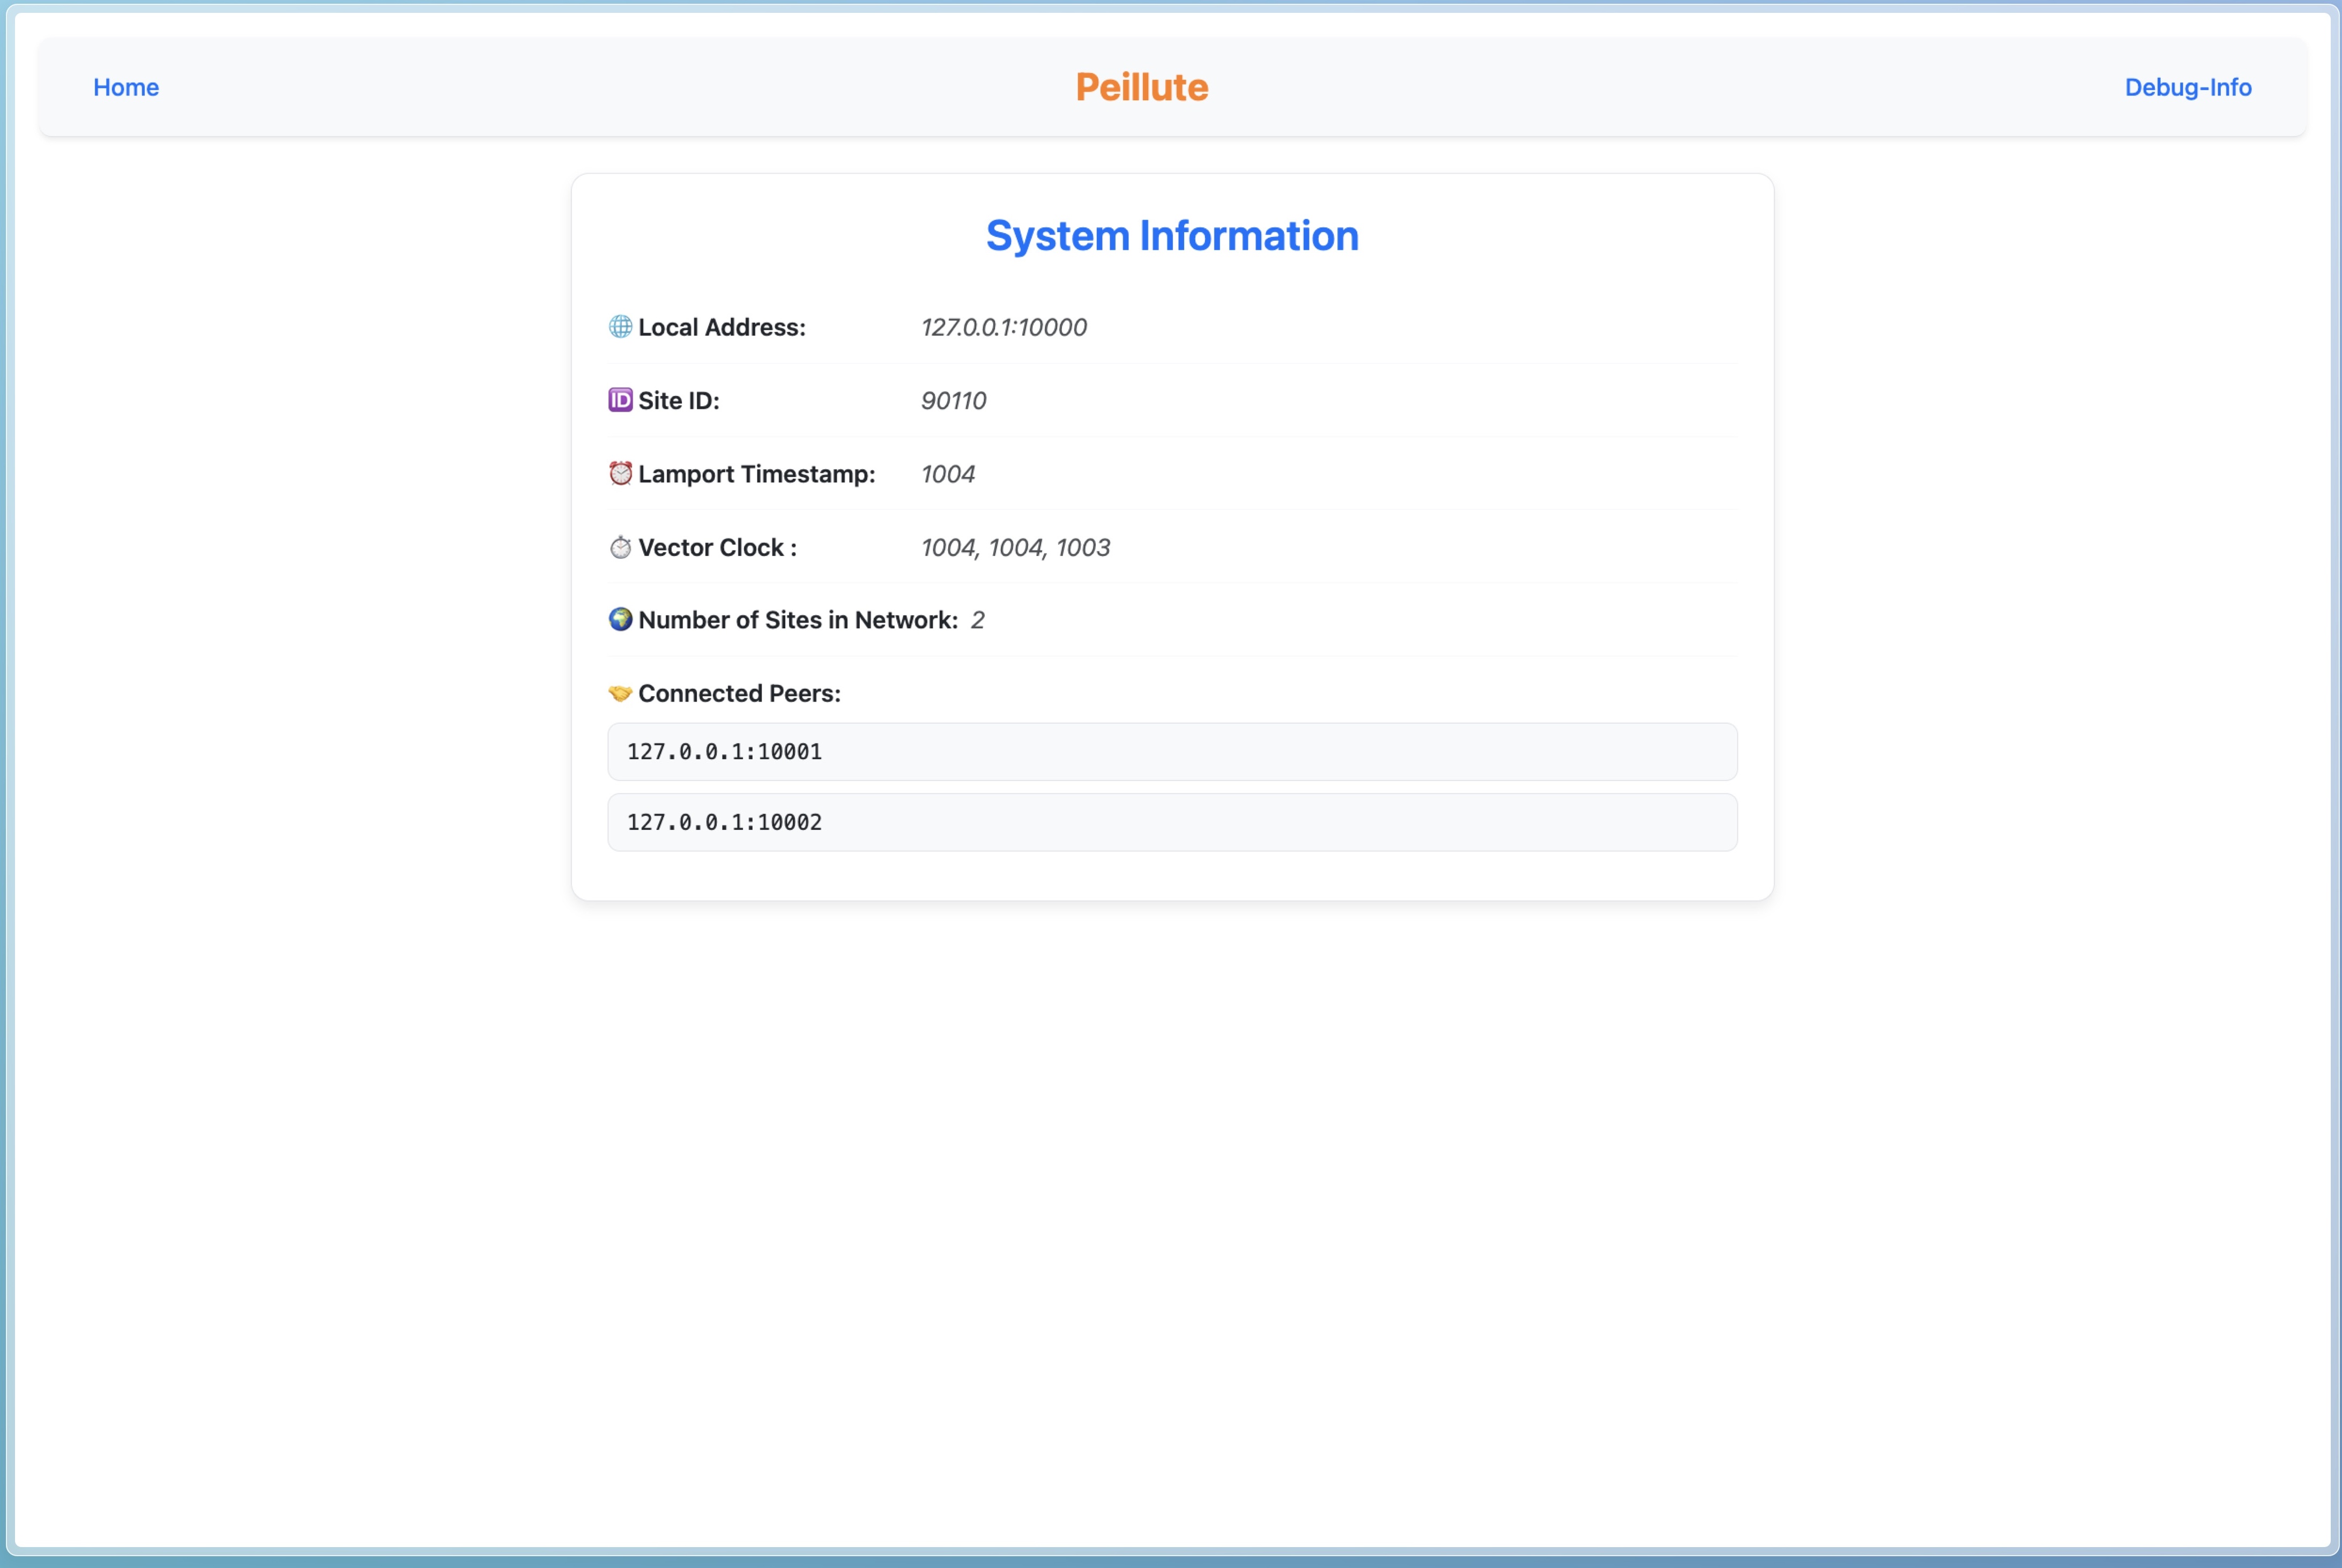 Home
Peillute
Debug-Info
System Information
🌐 Local Address: 127.0.0.1:10000
🆔 Site ID: 90110
⏰ Lamport Timestamp: 1004
⏱️ Vector Clock : 1004, 1004, 1003
🌍 Number of Sites in Network: 2
🤝 Connected Peers:
127.0.0.1:10001
127.0.0.1:10002